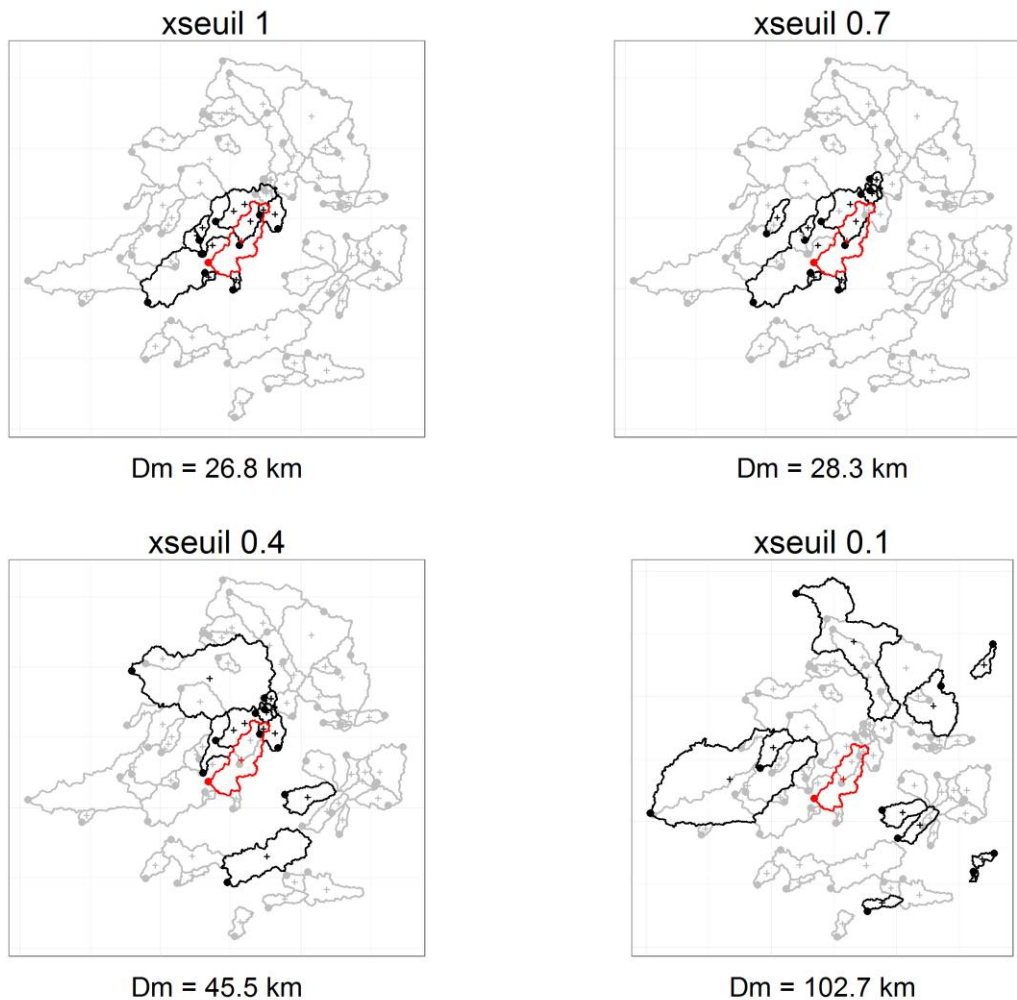 xseuil 1
xseuil 0.7
Dm = 26.8 km
Dm = 28.3 km
xseuil 0.4
xseuil 0.1
Dm = 45.5 km
Dm = 102.7 km